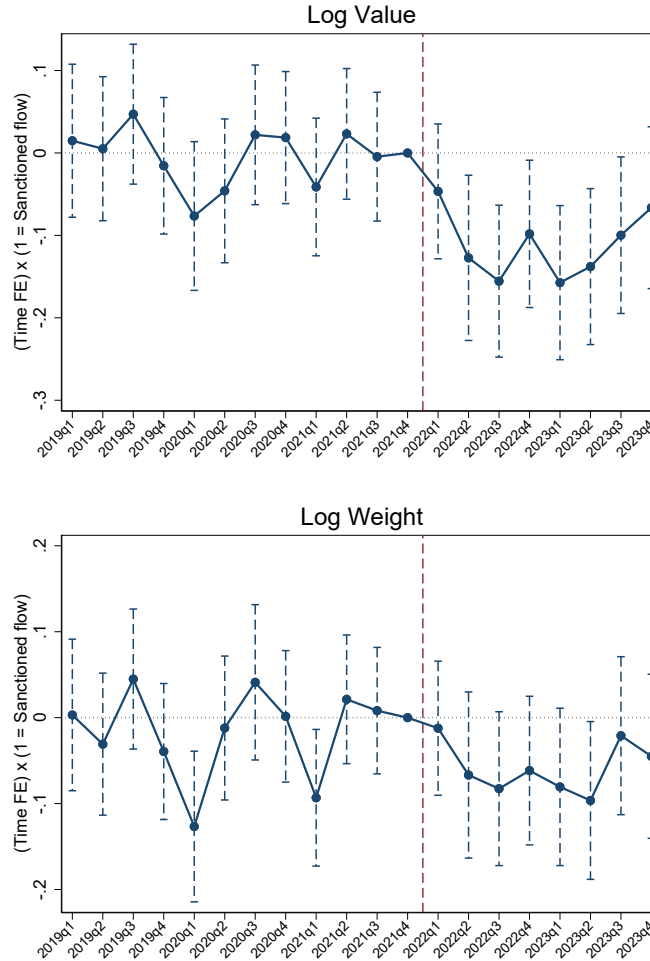 Log Value
(Time FE) x (1 = Sanctioned flow)
.1
0
-.1
-.2
-.3
2019q1 2019q2 2019q3 2019q4 2020q1 2020q2 2020q3 2020q4 2021q1 2021q2 2021q3 2021q4 2022q1 2022q2 2022q3 2022q4 2023q1 2023q2 2023q3 2023q4
Log Weight
(Time FE) x (1 = Sanctioned flow)
.2
.1
0
-.1
-.2
2019q1 2019q2 2019q3 2019q4 2020q1 2020q2 2020q3 2020q4 2021q1 2021q2 2021q3 2021q4 2022q1 2022q2 2022q3 2022q4 2023q1 2023q2 2023q3 2023q4